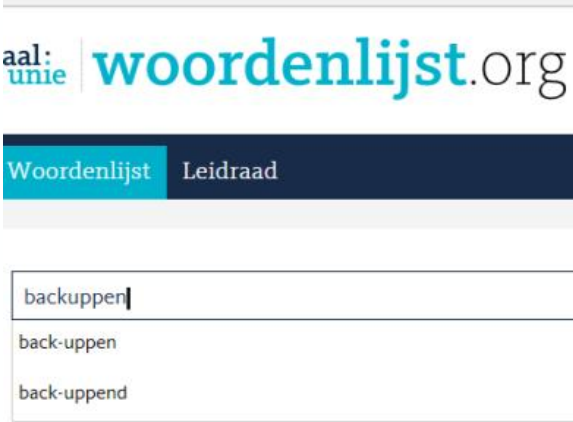 aal:
unie
woordenlijst.org
Woordenlijst Leidraad
backuppen
back-uppen
back-uppend